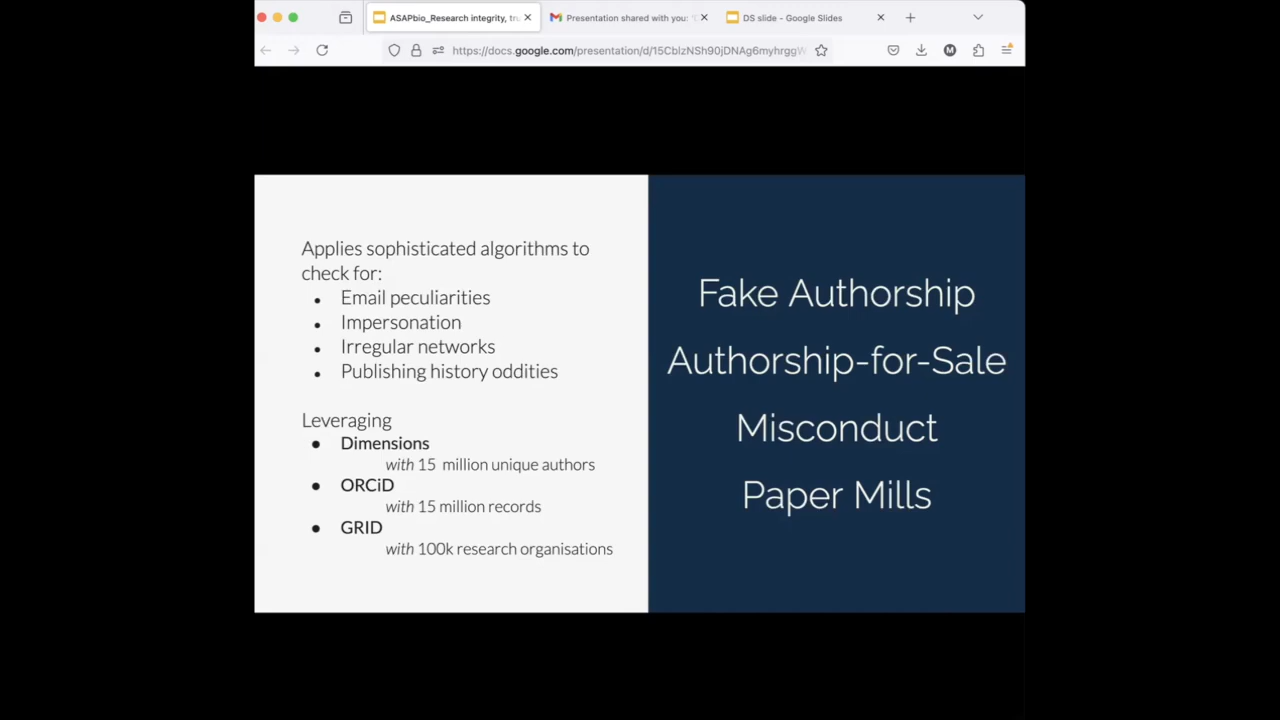 ASAPbio_Research integrity, tru
Presentation shared with you: "
DS slide - Google Slides
https://docs.google.com/presentation/d/15CblzNSh90jDNAg6myhrggW
M
Applies sophisticated algorithms to
check for:
• Email peculiarities
• Impersonation
• Irregular networks
• Publishing history oddities
Leveraging
• Dimensions
with 15 million unique authors
• ORCiD
with 15 million records
• GRID
with 100k research organisations
Fake Authorship
Authorship-for-Sale
Misconduct
Paper Mills